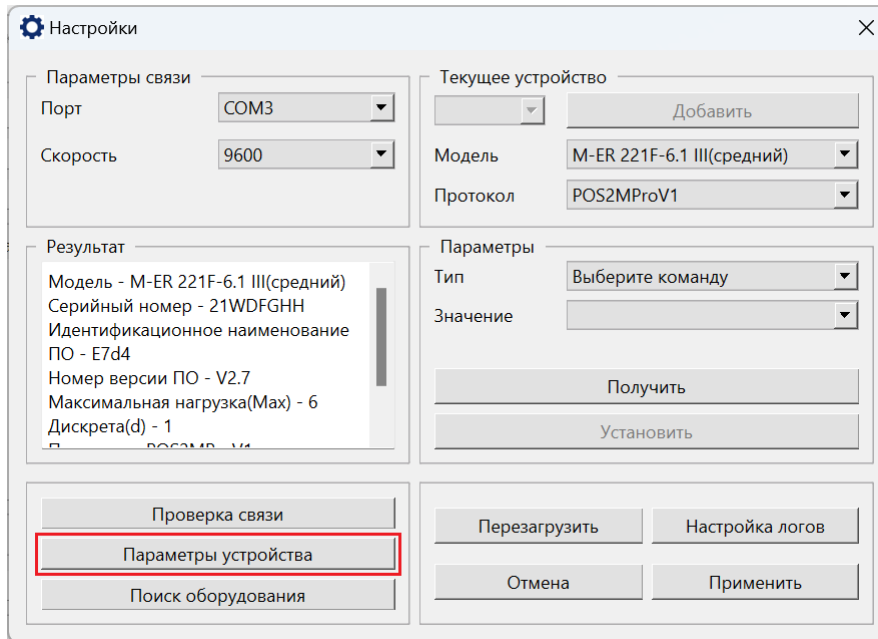 Настройки
Параметры связи
Порт
COM3
Скорость
9600
Текущее устройство
Добавить
Модель
M-ER 221F-6.1 III(средний)
Протокол
POS2MProV1
Результат
Модель - M-ER 221F-6.1 III(средний)
Серийный номер - 21WDFGHH
Идентификационное наименование
ПО - E7d4
Номер версии ПО - V2.7
Максимальная нагрузка(Max) - 6
Дискрета(d) - 1
Параметры
Тип
Выберите команду
Значение
Получить
Установить
Проверка связи
Параметры устройства
Поиск оборудования
Перезагрузить
Настройка логов
Отмена
Применить